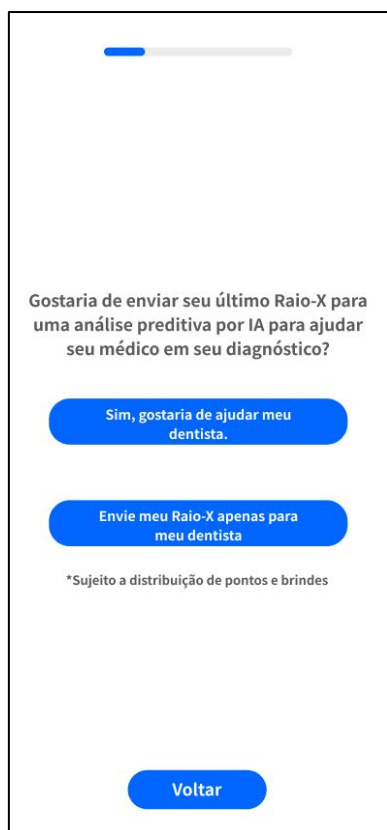 Gostaria de enviar seu último Raio-X para
uma análise preditiva por IA para ajudar
seu médico em seu diagnóstico?
Sim, gostaria de ajudar meu
dentista.
Envie meu Raio-X apenas para
meu dentista
*Sujeito a distribuição de pontos e brindes
Voltar